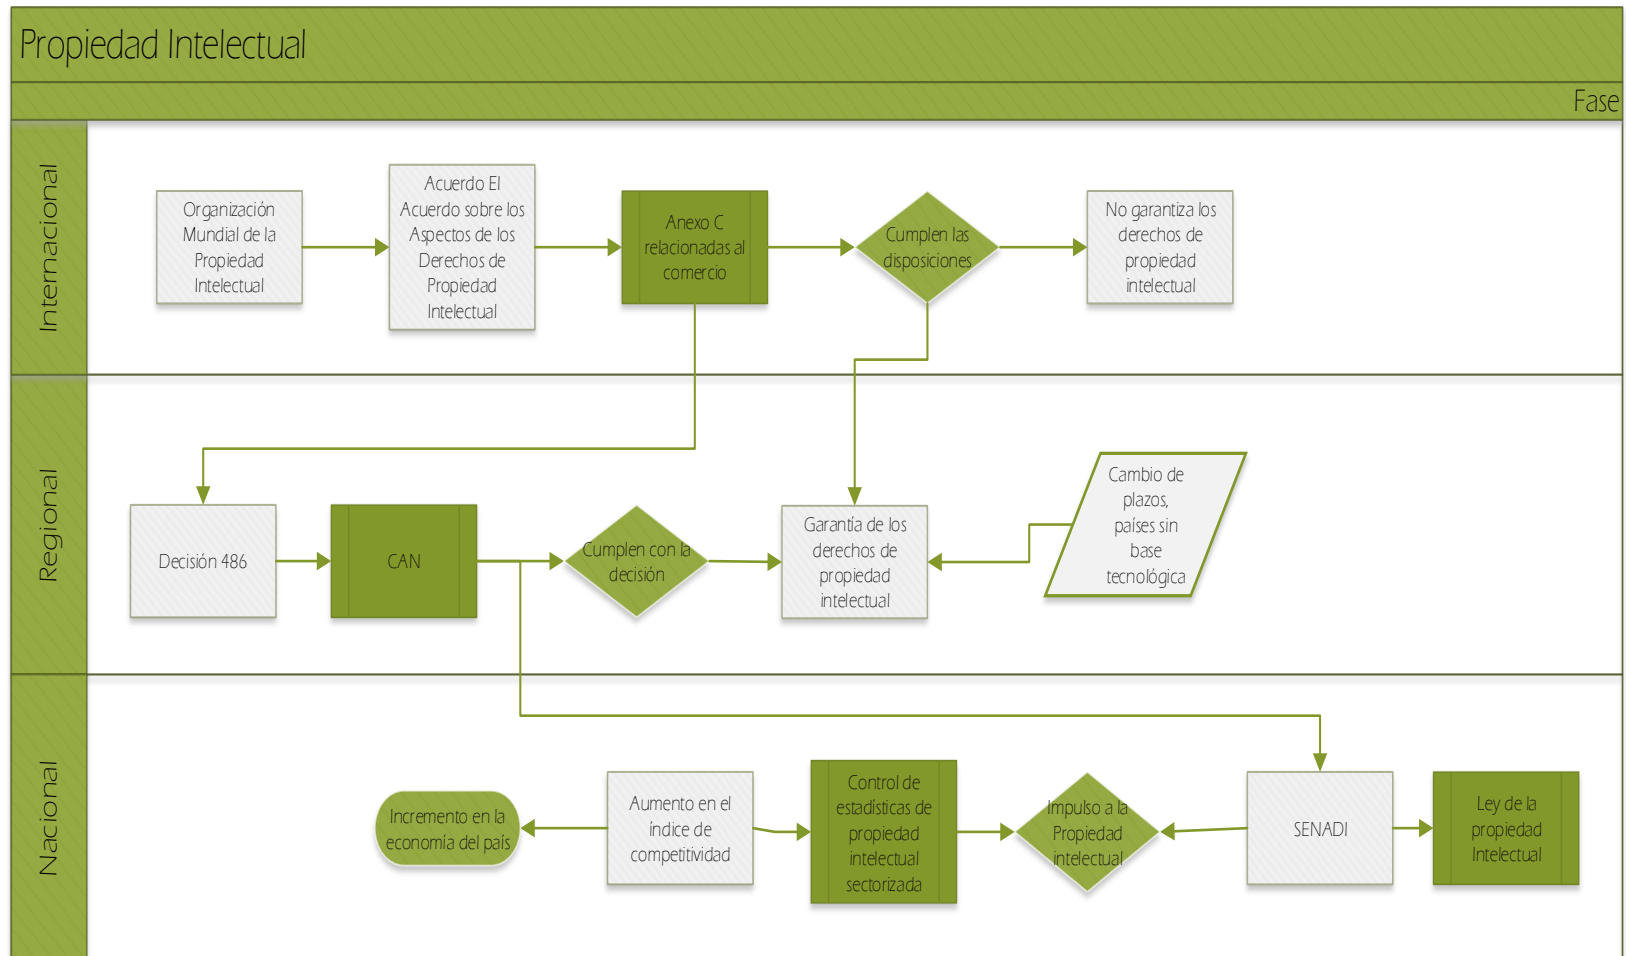 Propiedad Intelectual
Fase
Internacional
Organización
Mundial de la
Propiedad
Intelectual
Acuerdo El
Acuerdo sobre los
Aspectos de los
Derechos de
Propiedad
Intelectual
Anexo C
relacionadas al
comercio
Cumplen las
disposiciones
No garantiza los
derechos de
propiedad
intelectual
Regional
Decisión 486
CAN
Cumplen con la
decisión
Garantía de los
derechos de
propiedad
intelectual
Cambio de
plazos,
países sin
base
tecnológica
Nacional
Incremento en la
economía del país
Aumento en el
índice de
competitividad
Control de
estadísticas de
propiedad
intelectual
sectorizada
Impulso a la
Propiedad
intelectual
SENADI
Ley de la
propiedad
Intelectual